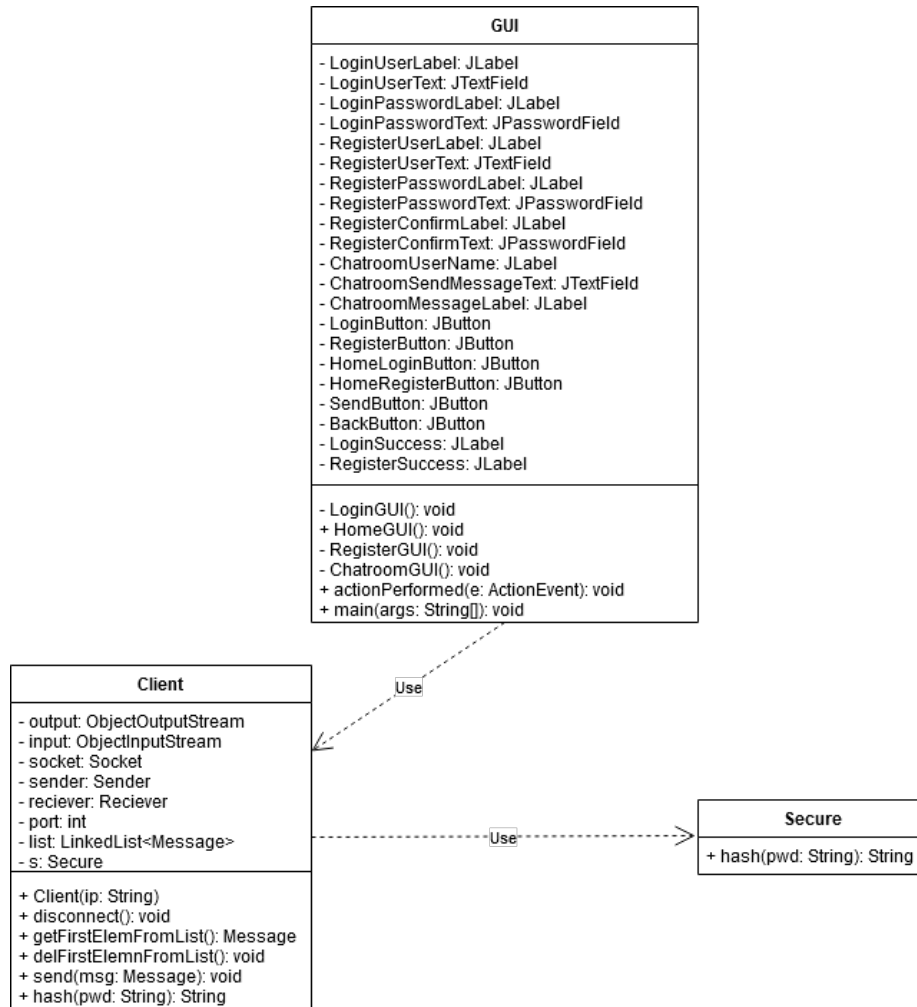 GUI
- LoginUserLabel: JLabel
- LoginUserText: JTextField
- LoginPasswordLabel: JLabel
- LoginPasswordText: JPasswordField
- RegisterUserLabel: JLabel
- RegisterUserText: JTextField
- RegisterPasswordLabel: JLabel
- RegisterPasswordText: JPasswordField
- RegisterConfirmLabel: JLabel
- RegisterConfirmText: JPasswordField
- ChatroomUserName: JLabel
- ChatroomSendMessageText: JTextField
- ChatroomMessageLabel: JLabel
- LoginButton: JButton
- RegisterButton: JButton
- HomeLoginButton: JButton
- HomeRegisterButton: JButton
- SendButton: JButton
- BackButton: JButton
- LoginSuccess: JLabel
- RegisterSuccess: JLabel
- LoginGUI(): void
+ HomeGUI(): void
- RegisterGUI(): void
- ChatroomGUI(): void
+ actionPerformed(e: ActionEvent): void
+ main(args: String[]): void
Use
Client
- output: ObjectOutputStream
- input: ObjectInputStream
- socket: Socket
- sender: Sender
- reciever: Reciever
- port: int
- list: LinkedList<Message>
- s: Secure
+ Client(ip: String)
+ disconnect(): void
+ getFirstElemFromList(): Message
+ delFirstElemnFromList(): void
+ send(msg: Message): void
+ hash(pwd: String): String
Use
Secure
+ hash(pwd: String): String